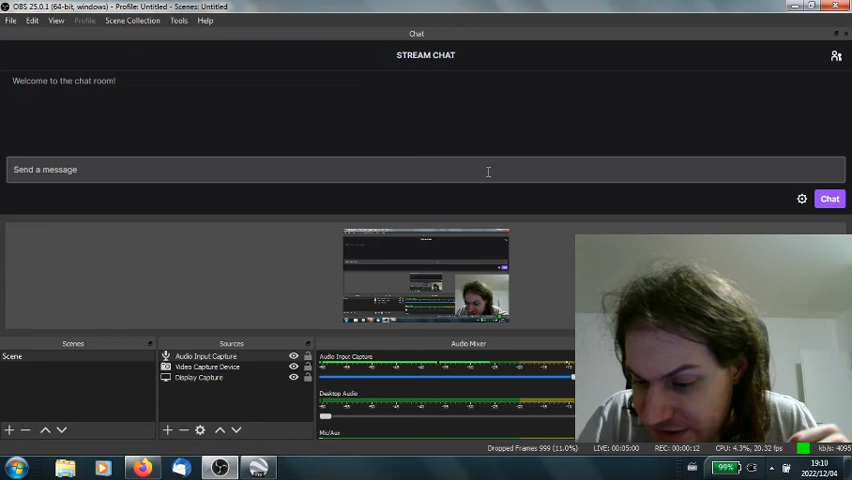 OBS 25.0.1 (64-bit, windows) - Profile: Untitled - Scenes: Untitled
File Edit View Profile Scene Collection Tools Help
Chat
STREAM CHAT
Welcome to the chat room!
Send a message
Chat
Scenes
Sources
Audio Mixer
Scene
Audio Input Capture
Video Capture Device
Display Capture
Audio Input Capture
Desktop Audio
Mic/Aux
Dropped Frames 999 (11.0%) LIVE: 00:05:00 REC: 00:00:12 CPU: 4.3%, 20.32 fps kb/s: 4095
99%
19:10
2022/12/04